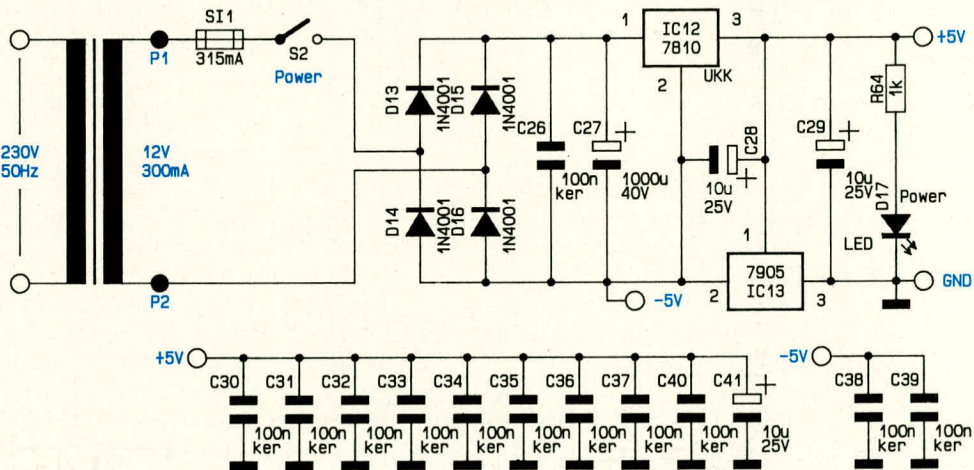 SI1
315mA
S2
Power
P1
230V
50Hz
12V
300mA
P2
D13
1N4001
D15
1N4001
D14
1N4001
D16
1N4001
C26
100n
ker
C27
+
1000u
40V
1
IC12
7810
3
2
UKK
C28
10u
25V
+
C29
+
10u
25V
+5V
R64
1k
D17
Power
LED
1
7905
IC13
2
3
-5V
GND
+5V
C30
100n
ker
C31
100n
ker
C32
100n
ker
C33
100n
ker
C34
100n
ker
C35
100n
ker
C36
100n
ker
C37
100n
ker
C40
100n
ker
C41
+
10u
25V
-5V
C38
100n
ker
C39
100n
ker